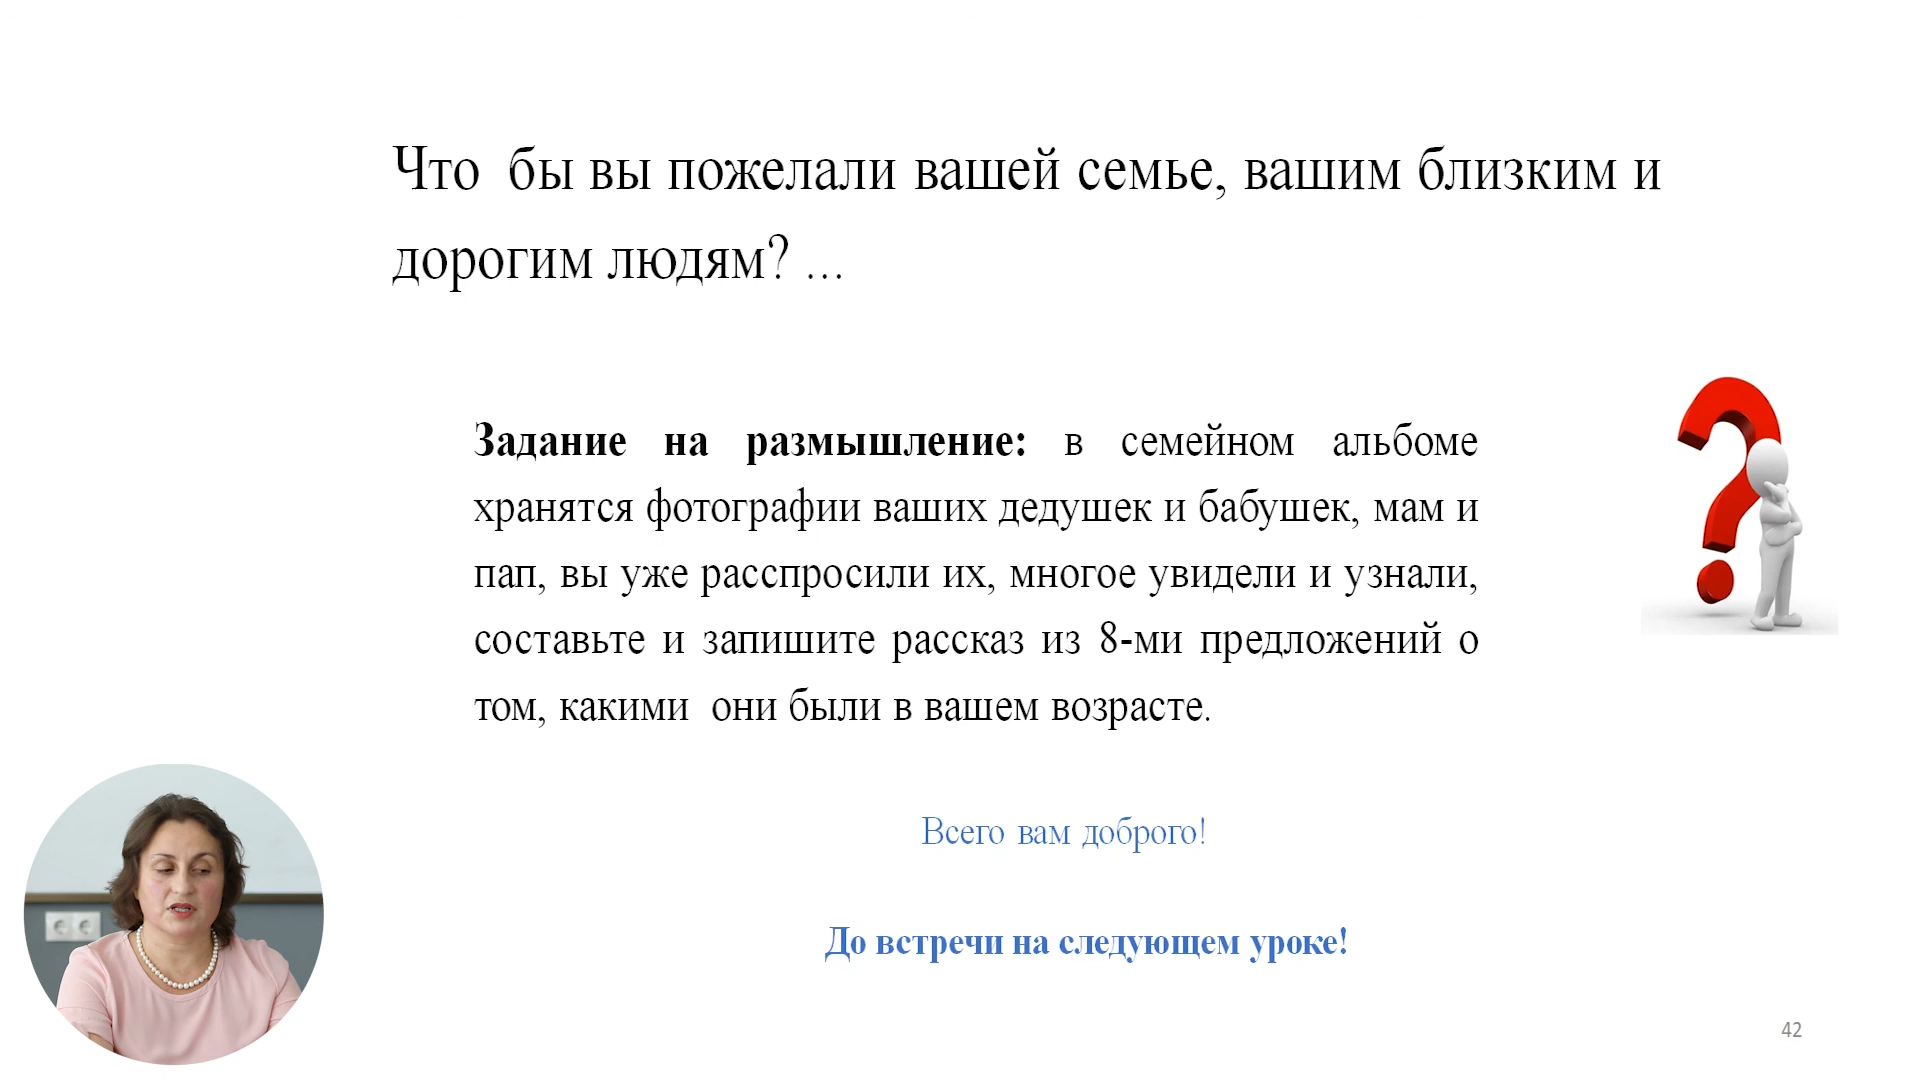 Что бы вы пожелали вашей семье, вашим близким и
дорогим людям? ...
Задание на размышление: в семейном альбоме
хранятся фотографии ваших дедушек и бабушек, мам и
пап, вы уже расспросили их, многое увидели и узнали,
составьте и запишите рассказ из 8-ми предложений о
том, какими они были в вашем возрасте.
Всего вам доброго!
До встречи на следующем уроке!
42